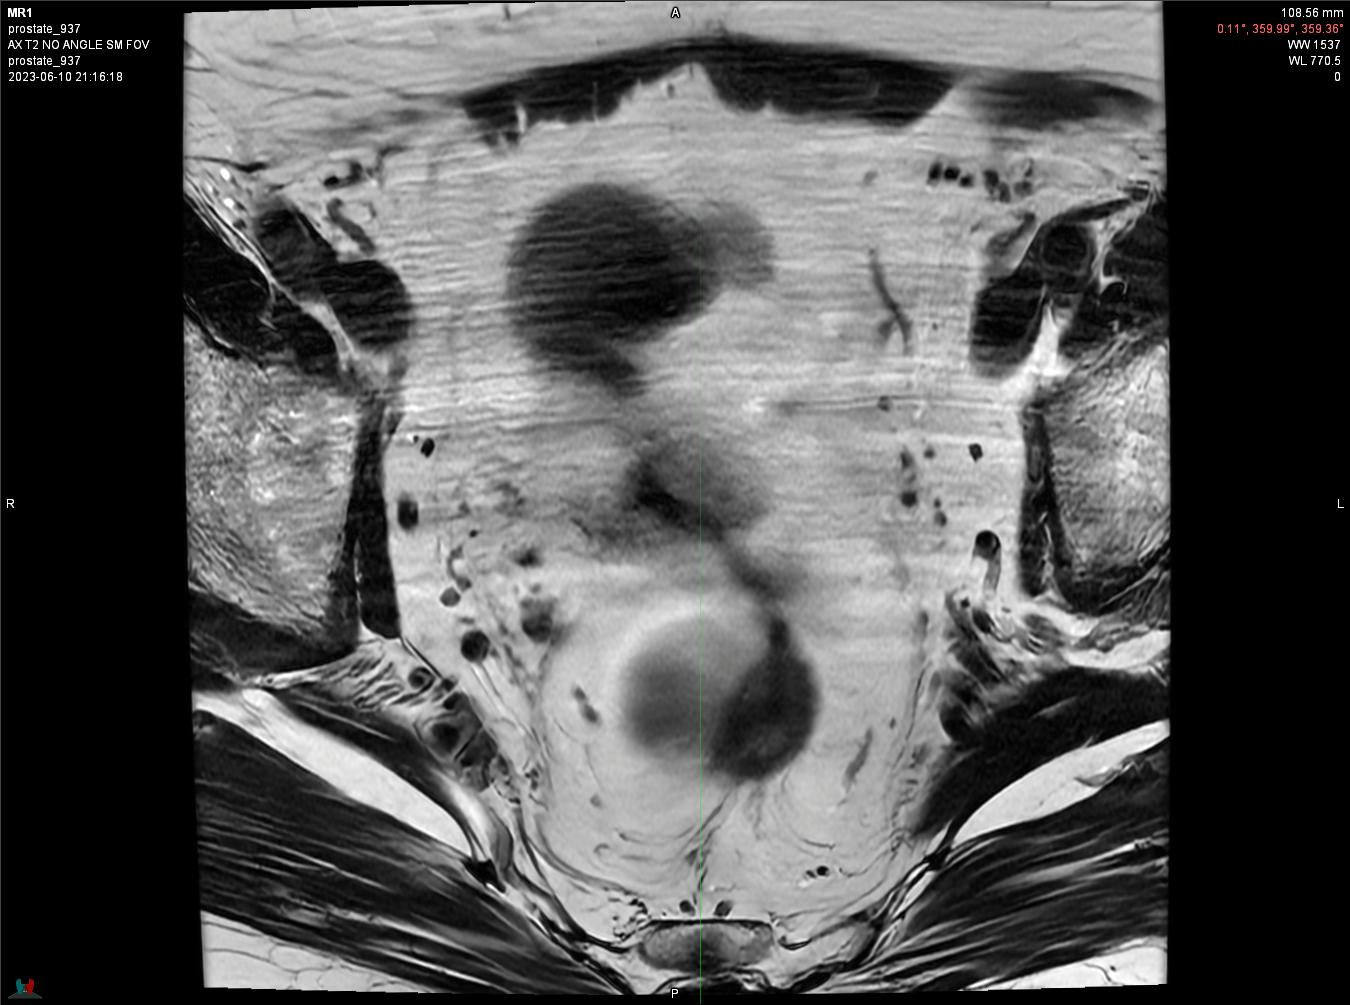 MR1
prostate_937
AX T2 NO ANGLE SM FOV
prostate_937
2023-06-10 21:16:18
A
108.56 mm
0.11°, 359.99°, 359.36°
WW 1537
WL 770.5
0
R
L
P